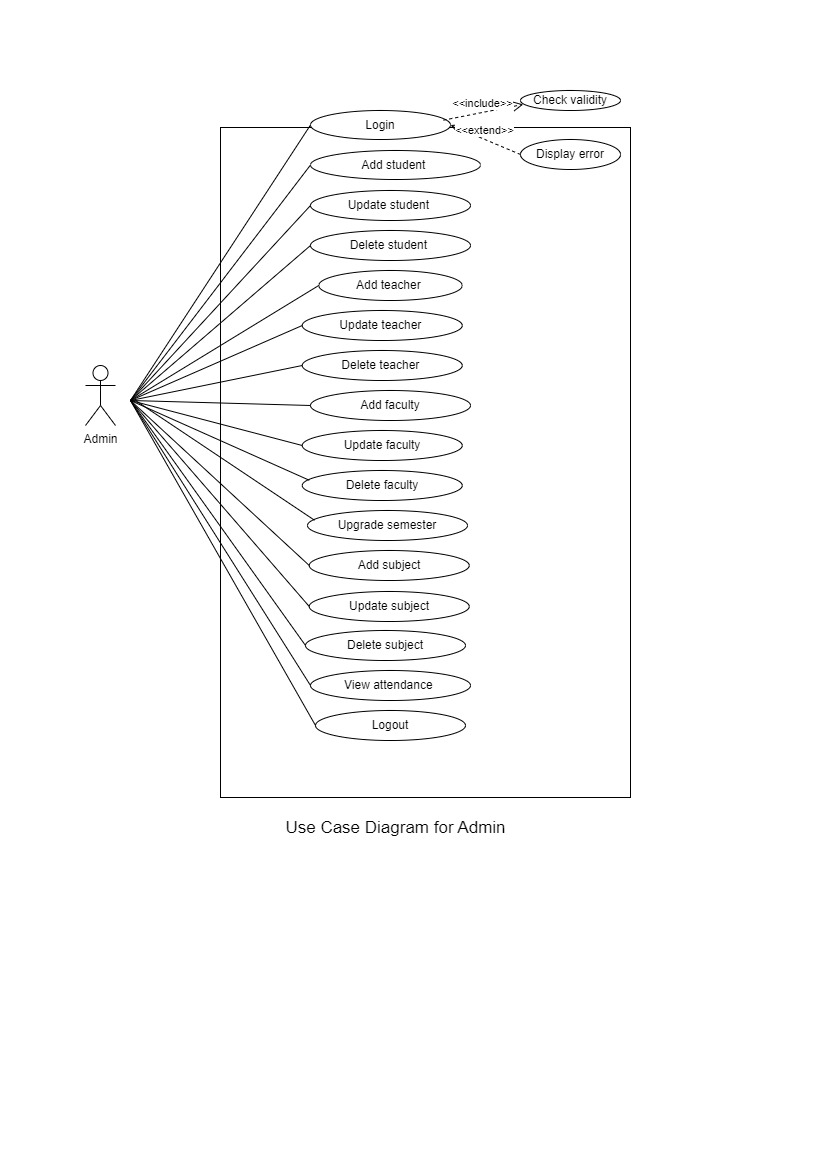 <<include>>
Check validity
Login
<<extend>>
Display error
Add student
Update student
Delete student
Add teacher
Update teacher
Delete teacher
Add faculty
Admin
Update faculty
Delete faculty
Upgrade semester
Add subject
Update subject
Delete subject
View attendance
Logout
Use Case Diagram for Admin